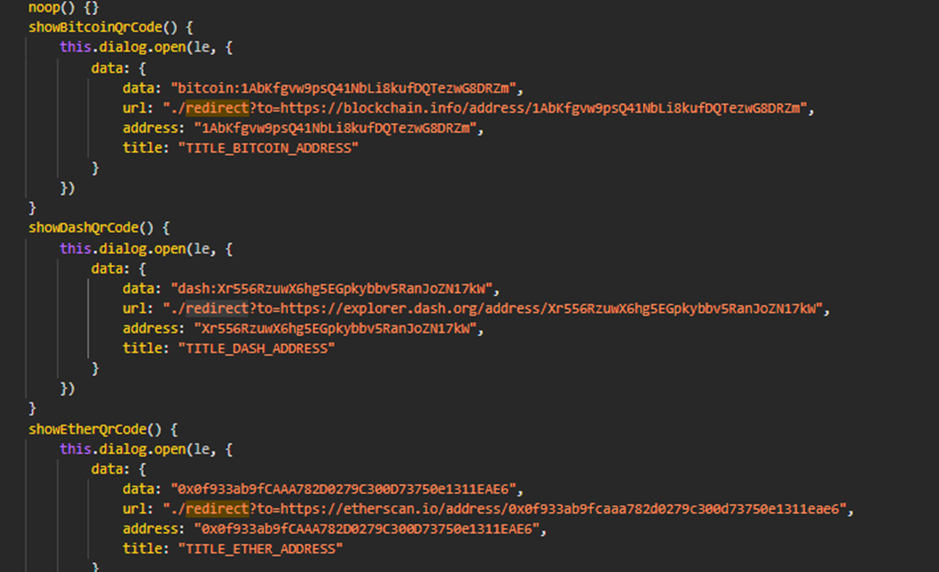 noop() {}
showBitcoinQrCode() {
this.dialog.open(le, {
data: {
data: "bitcoin:1AbKfgvw9psQ41NbLi8kufDQTezwG8DRZm",
url: "./redirect?to=https://blockchain.info/address/1AbKfgvw9psQ41NbLi8kufDQTezwG8DRZm",
address: "1AbKfgvw9psQ41NbLi8kufDQTezwG8DRZm",
title: "TITLE_BITCOIN_ADDRESS"
}
})
}
showDashQrCode() {
this.dialog.open(le, {
data: {
data: "dash:Xr556RzuwX6hg5EGpkybbv5RanJoZN17kW",
url: "./redirect?to=https://explorer.dash.org/address/Xr556RzuwX6hg5EGpkybbv5RanJoZN17kW",
address: "Xr556RzuwX6hg5EGpkybbv5RanJoZN17kW",
title: "TITLE_DASH_ADDRESS"
}
})
}
showEtherQrCode() {
this.dialog.open(le, {
data: {
data: "0x0f933ab9fCAAA782D0279C300D73750e1311EAE6",
url: "./redirect?to=https://etherscan.io/address/0x0f933ab9fcaaa782d0279c300d73750e1311eae6",
address: "0x0f933ab9fCAAA782D0279C300D73750e1311EAE6",
title: "TITLE_ETHER_ADDRESS"
}